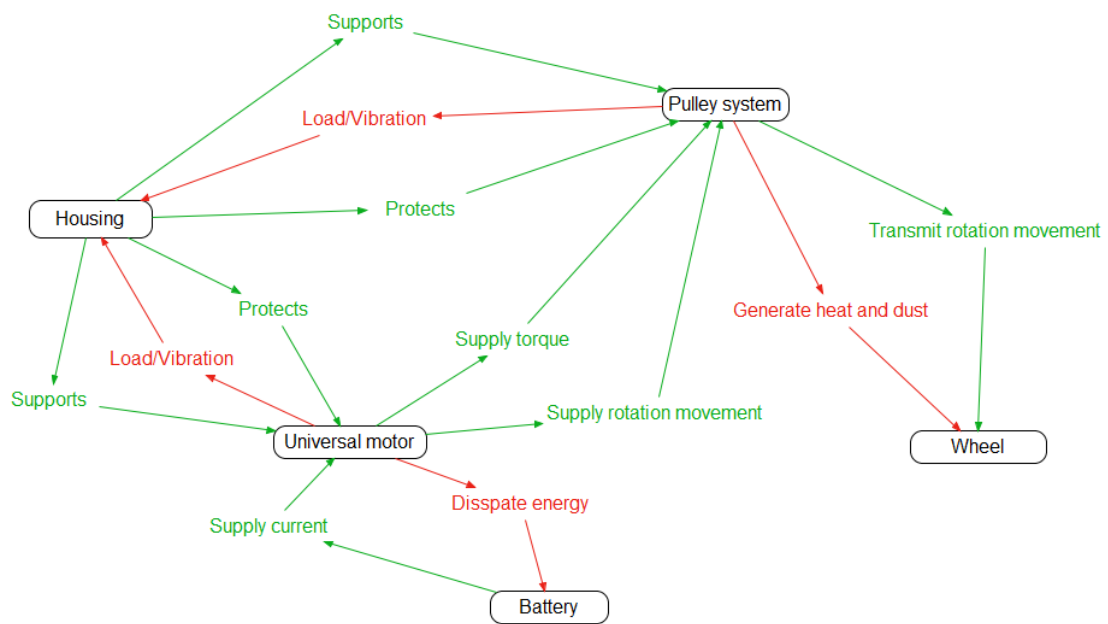 Supports
Pulley system
Load/Vibration
Protects
Housing
Transmit rotation movement
Protects
Generate heat and dust
Supply torque
Load/Vibration
Supports
Supply rotation movement
Universal motor
Wheel
Disspate energy
Supply current
Battery